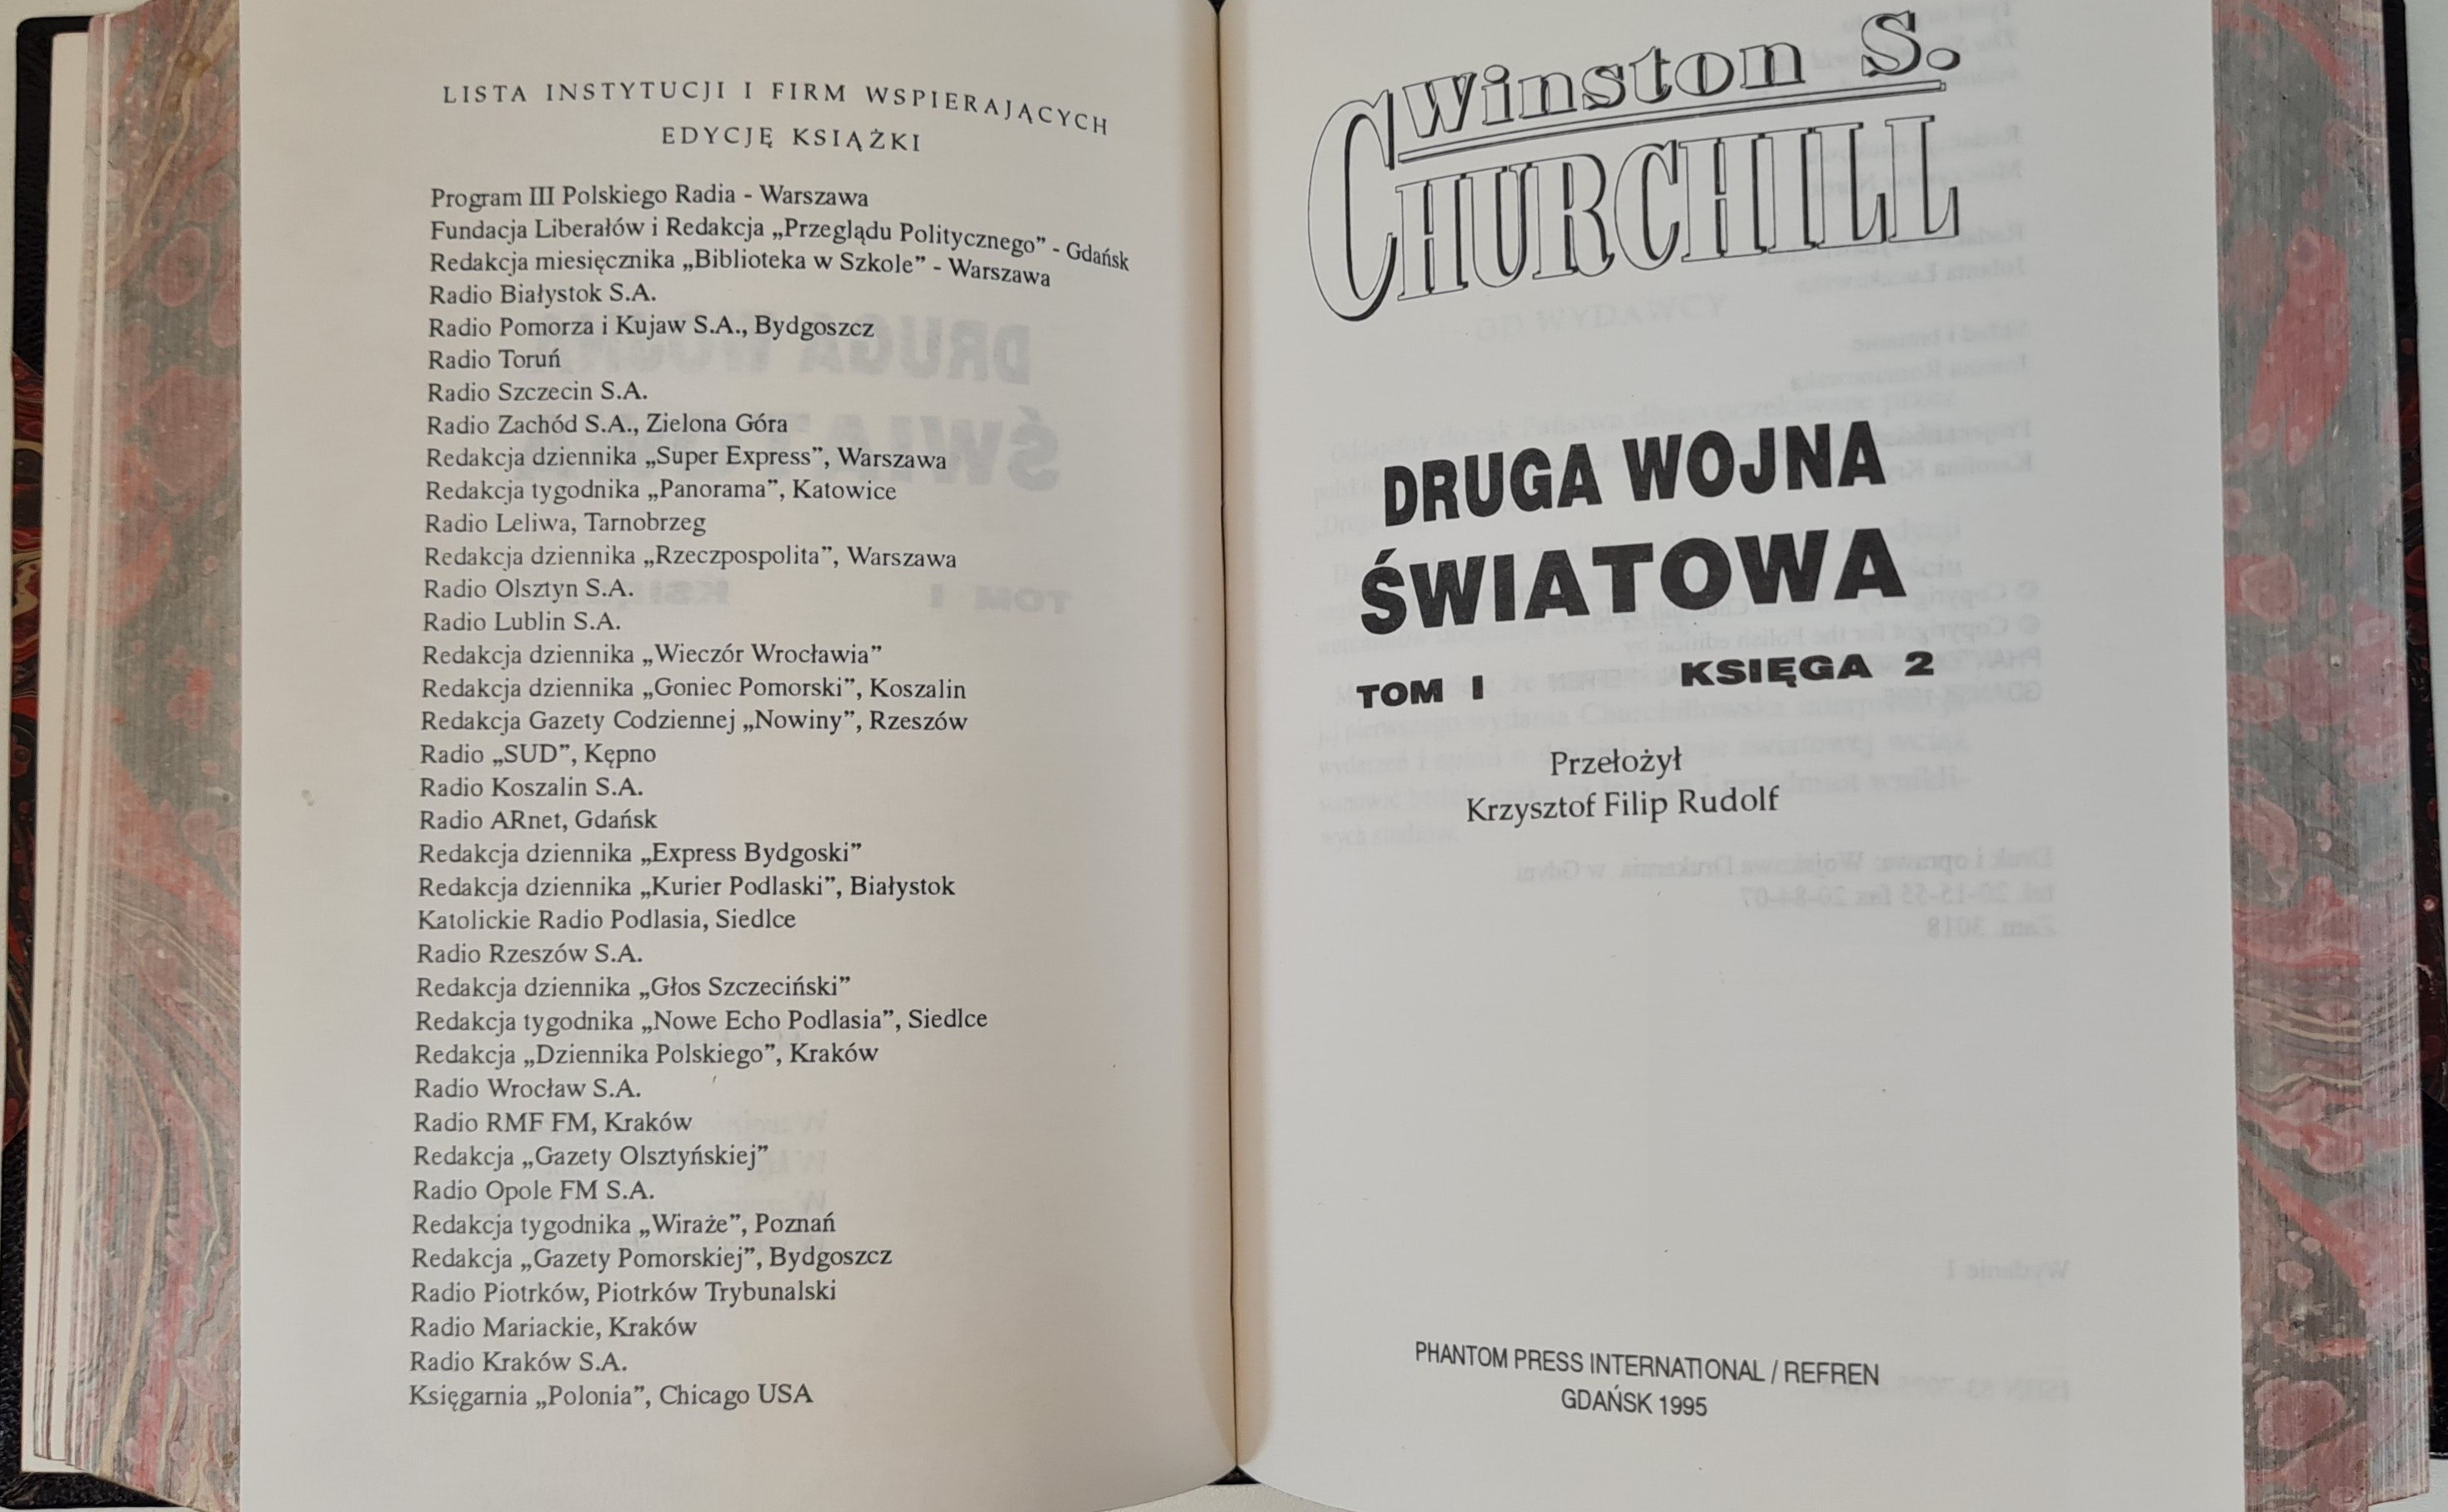 LISTA INSTYTUCJI I FIRM WSPIERAJĄCYCH
EDYCJĘ KSIĄŻKI
Program III Polskiego Radia - Warszawa
Fundacja Liberałów i Redakcja „Przeglądu Politycznego” - Gdańsk
Redakcja miesięcznika „Biblioteka w Szkole” - Warszawa
Radio Białystok S.A.
Radio Pomorza i Kujaw S.A., Bydgoszcz
Radio Toruń
Radio Szczecin S.A.
Radio Zachód S.A., Zielona Góra
Redakcja dziennika „Super Express”, Warszawa
Redakcja tygodnika „Panorama”, Katowice
Radio Leliwa, Tarnobrzeg
Redakcja dziennika „Rzeczpospolita”, Warszawa
Radio Olsztyn S.A.
Radio Lublin S.A.
Redakcja dziennika „Wieczór Wrocławia”
Redakcja dziennika „Goniec Pomorski”, Koszalin
Redakcja Gazety Codziennej „Nowiny”, Rzeszów
Radio „SUD”, Kępno
Radio Koszalin S.A.
Radio ARnet, Gdańsk
Redakcja dziennika „Express Bydgoski”
Redakcja dziennika „Kurier Podlaski”, Białystok
Katolickie Radio Podlasia, Siedlce
Radio Rzeszów S.A.
Redakcja dziennika „Głos Szczeciński”
Redakcja tygodnika „Nowe Echo Podlasia”, Siedlce
Redakcja „Dziennika Polskiego”, Kraków
Radio Wrocław S.A.
Radio RMF FM, Kraków
Redakcja „Gazety Olsztyńskiej”
Radio Opole FM S.A.
Redakcja tygodnika „Wiraże”, Poznań
Redakcja „Gazety Pomorskiej”, Bydgoszcz
Radio Piotrków, Piotrków Trybunalski
Radio Mariackie, Kraków
Radio Kraków S.A.
Księgarnia „Polonia”, Chicago USA
Winston S.
CHURCHILL
DRUGA WOJNA
ŚWIATOWA
TOM I KSIĘGA 2
Przełożył
Krzysztof Filip Rudolf
PHANTOM PRESS INTERNATIONAL / REFREN
GDAŃSK 1995